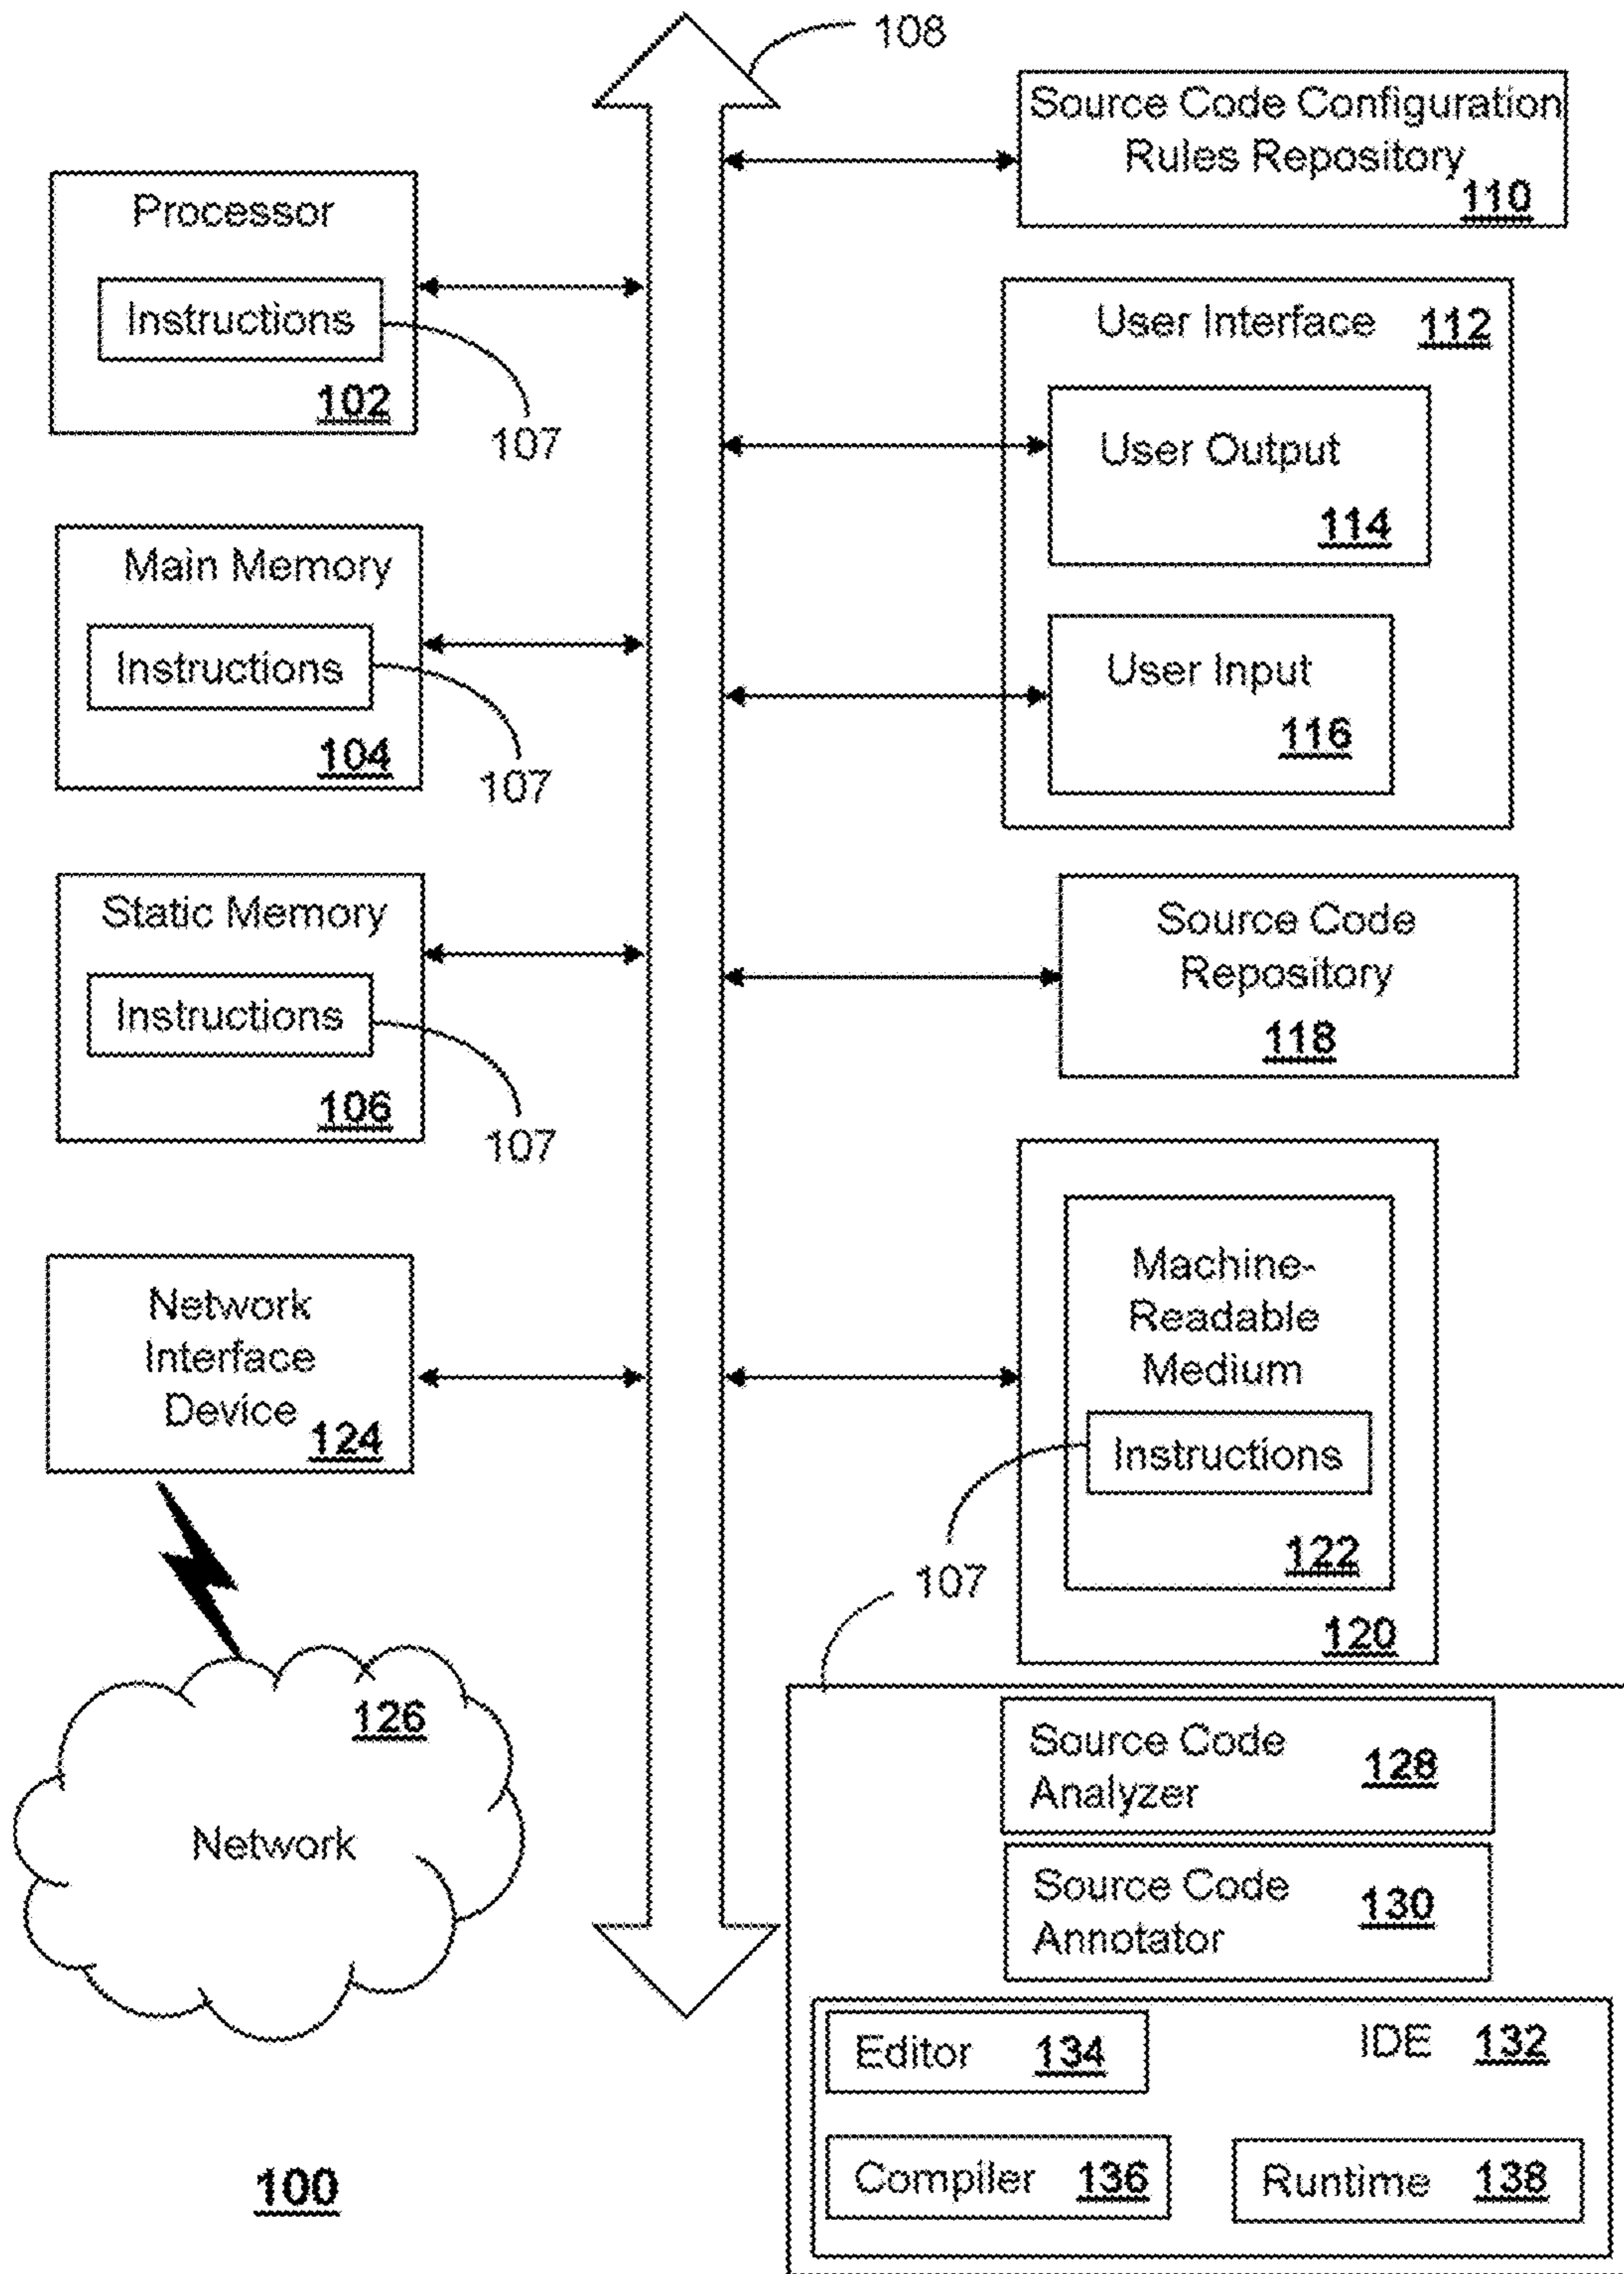 108
Source Code Configuration
Rules Repository
110
Processor
Instructions
102
107
User Interface 112
User Output
114
Main Memory
Instructions
104
107
User Input
116
Static Memory
Instructions
106
107
Source Code
Repository
118
Network
Interface
Device
124
Machine-
Readable
Medium
Instructions
122
107
120
126
Network
Source Code
Analyzer
128
Source Code
Annotator
130
Editor 134
IDE 132
Compiler 136
Runtime 138
100